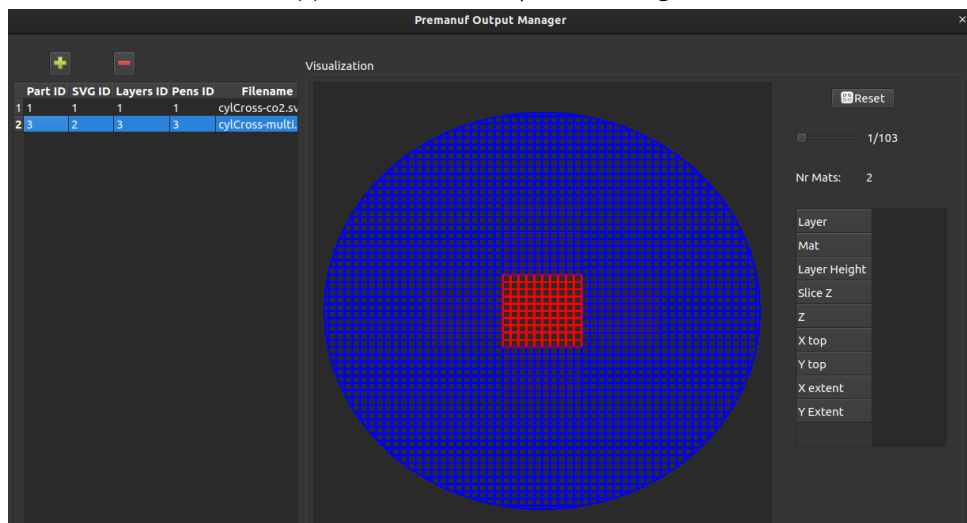 Premanuf Output Manager ×
Visualization
Part ID SVG ID Layers ID Pens ID Filename
1 1 1 1 1 cylCross-co2.sv
2 3 2 3 3 cylCross-multi.
Reset
1/103
Nr Mats: 2
Layer
Mat
Layer Height
Slice Z
Z
X top
Y top
X extent
Y Extent